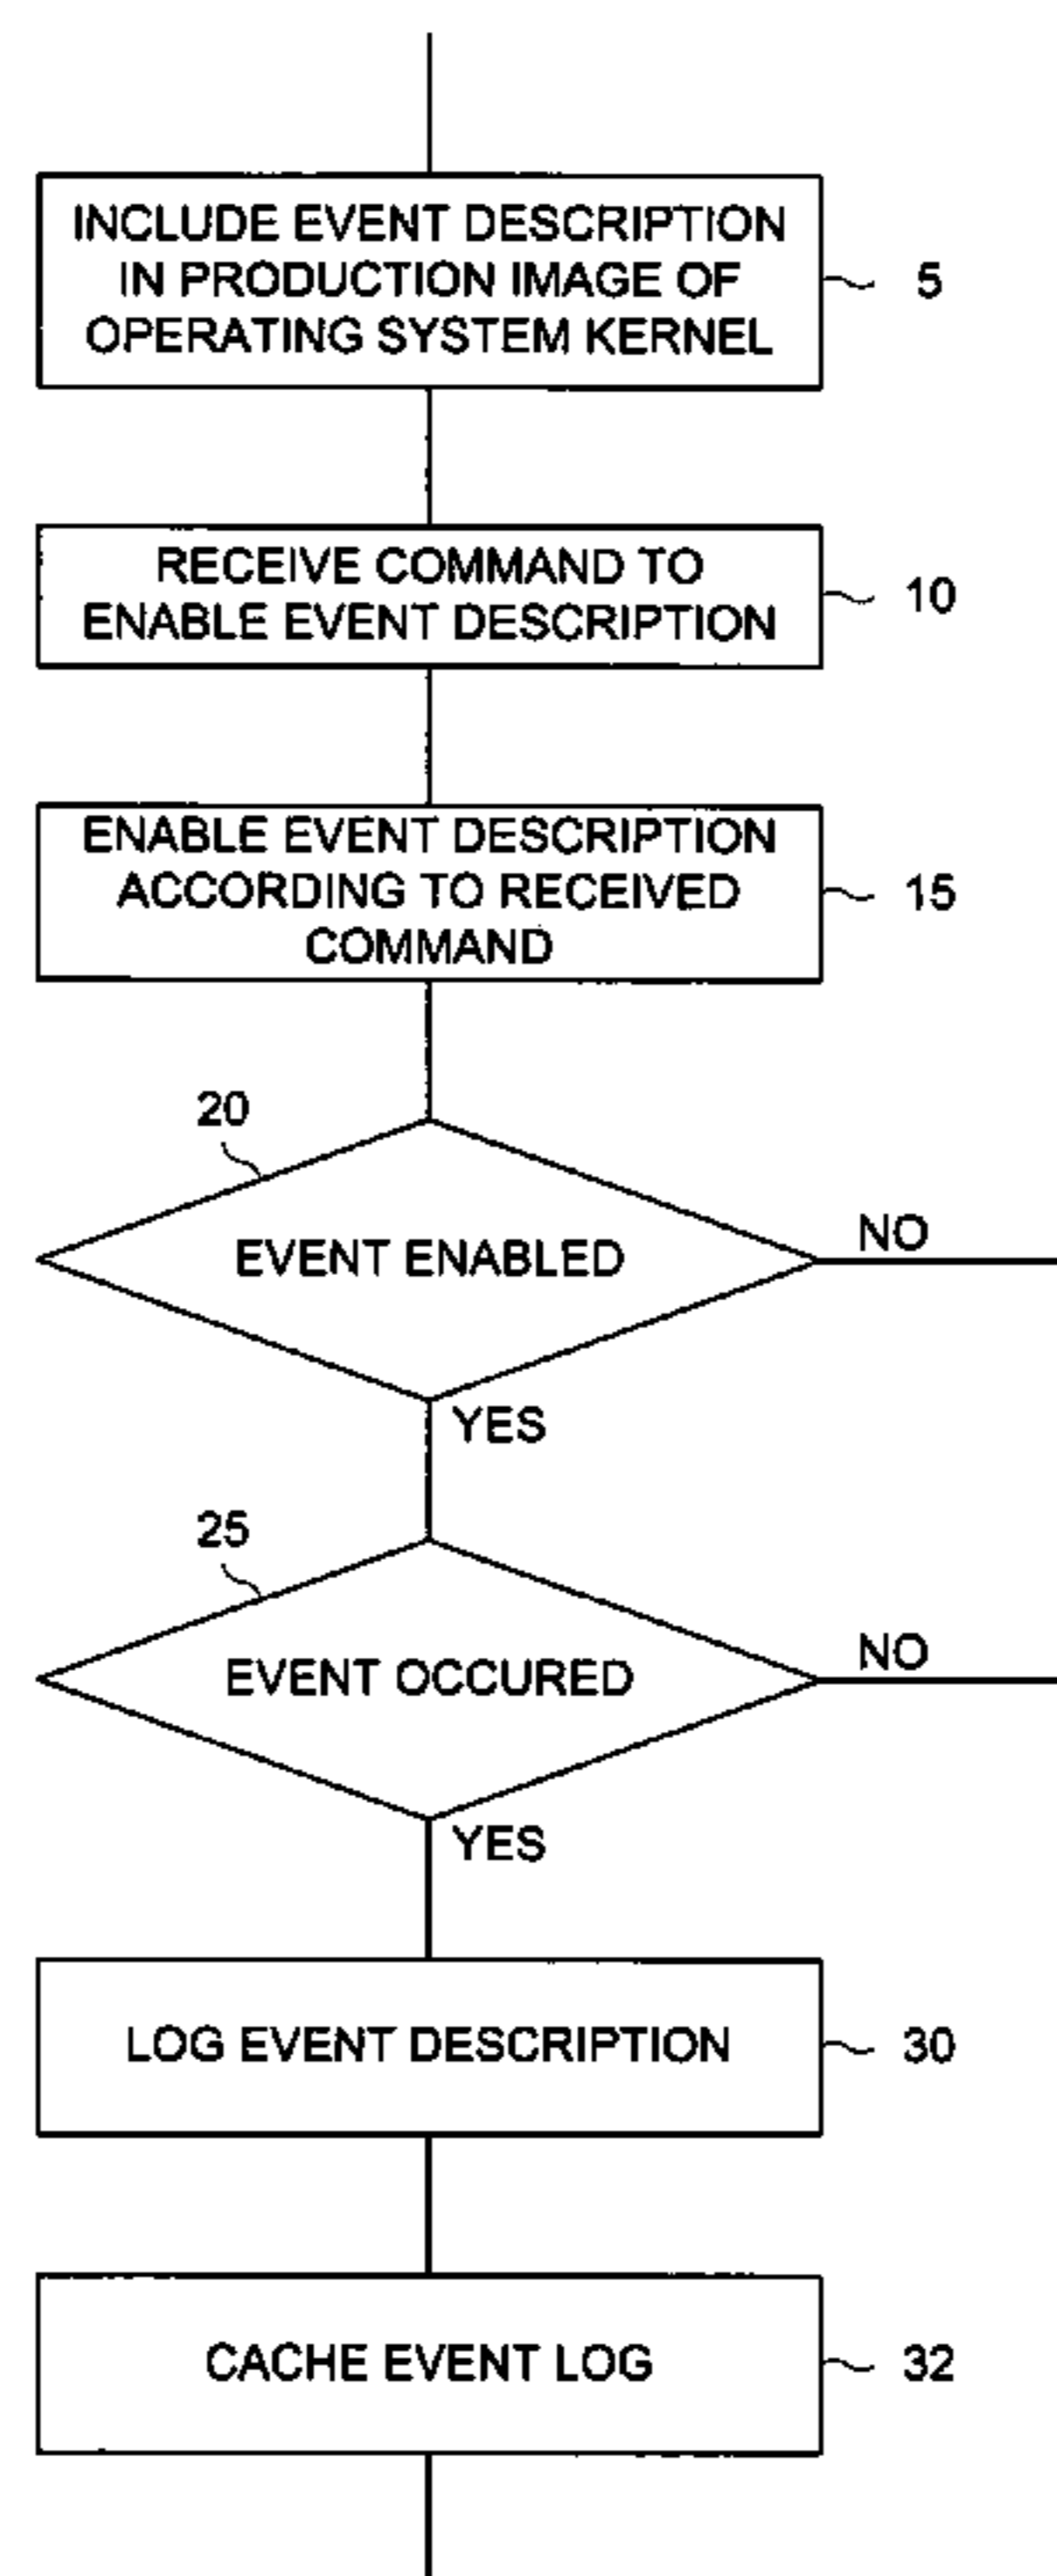 INCLUDE EVENT DESCRIPTION
IN PRODUCTION IMAGE OF
OPERATING SYSTEM KERNEL
5
RECEIVE COMMAND TO
ENABLE EVENT DESCRIPTION
10
ENABLE EVENT DESCRIPTION
ACCORDING TO RECEIVED
COMMAND
15
20
EVENT ENABLED
NO
YES
25
EVENT OCCURED
NO
YES
LOG EVENT DESCRIPTION
30
CACHE EVENT LOG
32